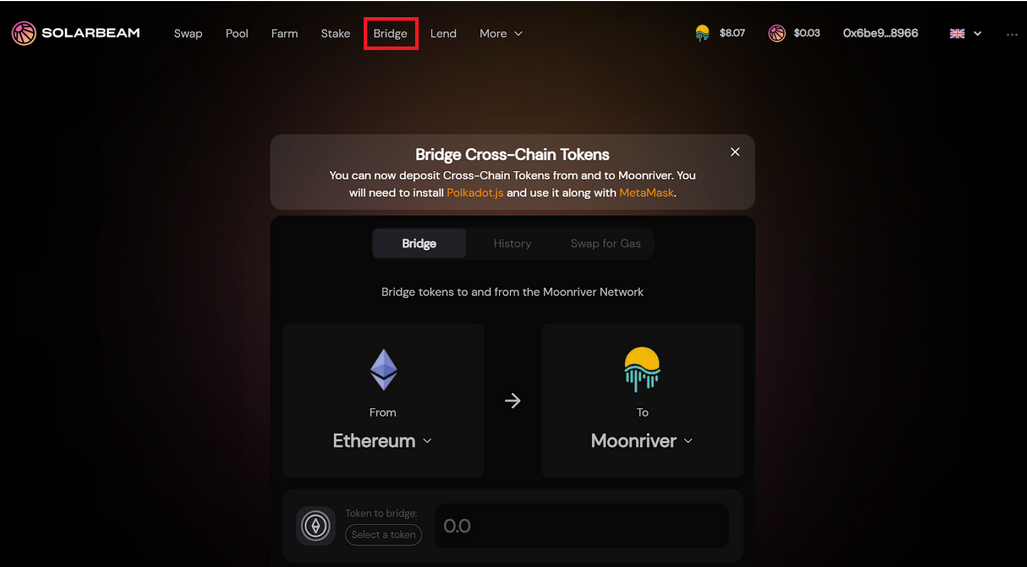 SOLARBEAM Swap Pool Farm Stake Bridge Lend More $8.07 $0.03 0x6be9...8966 ...
Bridge Cross-Chain Tokens
You can now deposit Cross-Chain Tokens from and to Moonriver. You
will need to install Polkadot.js and use it along with MetaMask.
Bridge History Swap for Gas
Bridge tokens to and from the Moonriver Network
From To
Ethereum Moonriver
Token to bridge:
Select a token 0.0